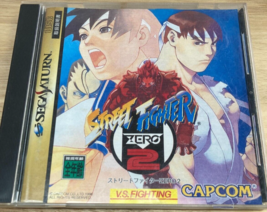 SEGA SATURN
STREET FIGHTER
ZERO
2
ストリートファイターZERO2
V.S. FIGHTING
CAPCOM